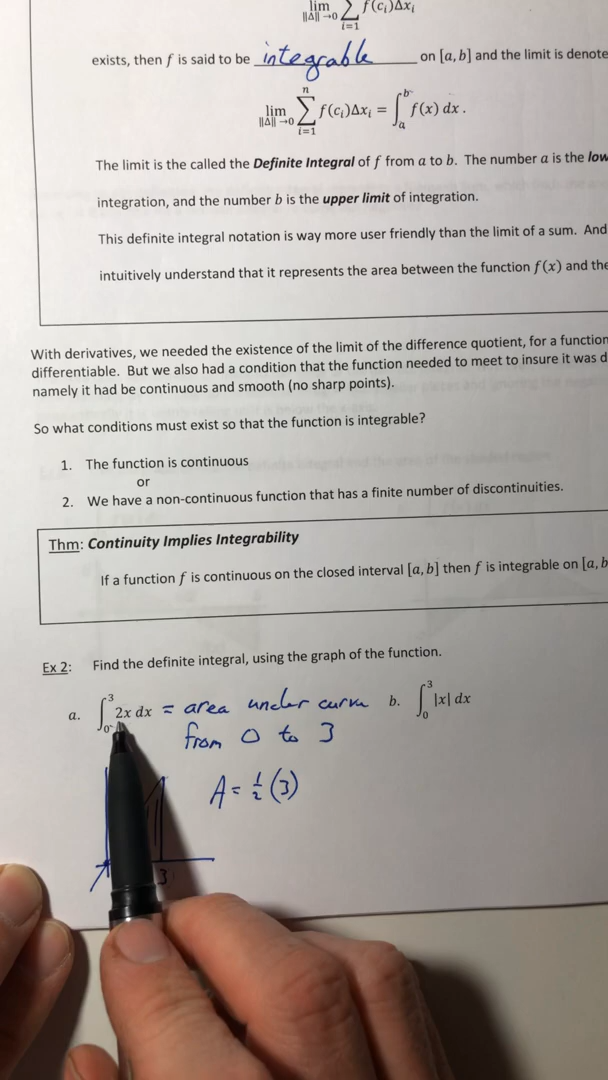 lim ∑ f(cᵢ)Δxᵢ
‖Δ‖→0 i=1
exists, then f is said to be integrable on [a, b] and the limit is denote
lim ∑ f(cᵢ)Δxᵢ = ∫ₐᵇ f(x) dx .
‖Δ‖→0 i=1 n
The limit is the called the Definite Integral of f from a to b. The number a is the low
integration, and the number b is the upper limit of integration.
This definite integral notation is way more user friendly than the limit of a sum. And
intuitively understand that it represents the area between the function f(x) and the
With derivatives, we needed the existence of the limit of the difference quotient, for a function
differentiable. But we also had a condition that the function needed to meet to insure it was d
namely it had be continuous and smooth (no sharp points).
So what conditions must exist so that the function is integrable?
1. The function is continuous
or
2. We have a non-continuous function that has a finite number of discontinuities.
Thm: Continuity Implies Integrability
If a function f is continuous on the closed interval [a, b] then f is integrable on [a, b
Ex 2: Find the definite integral, using the graph of the function.
a. ∫₀³ 2x dx = area under curve b. ∫₀³ |x| dx
from 0 to 3
A = ½ (3)
3